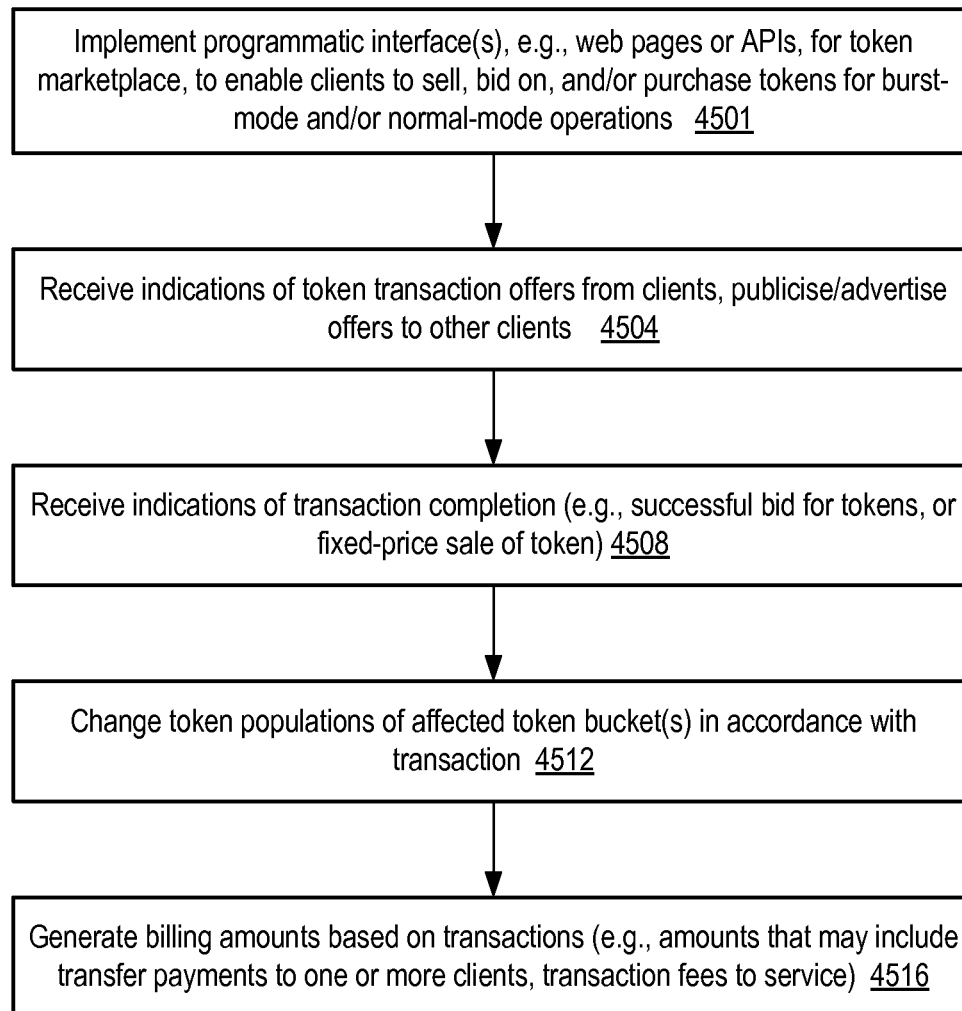 Implement programmatic interface(s), e.g., web pages or APIs, for token
marketplace, to enable clients to sell, bid on, and/or purchase tokens for burst-
mode and/or normal-mode operations 4501
Receive indications of token transaction offers from clients, publicise/advertise
offers to other clients 4504
Receive indications of transaction completion (e.g., successful bid for tokens, or
fixed-price sale of token) 4508
Change token populations of affected token bucket(s) in accordance with
transaction 4512
Generate billing amounts based on transactions (e.g., amounts that may include
transfer payments to one or more clients, transaction fees to service) 4516